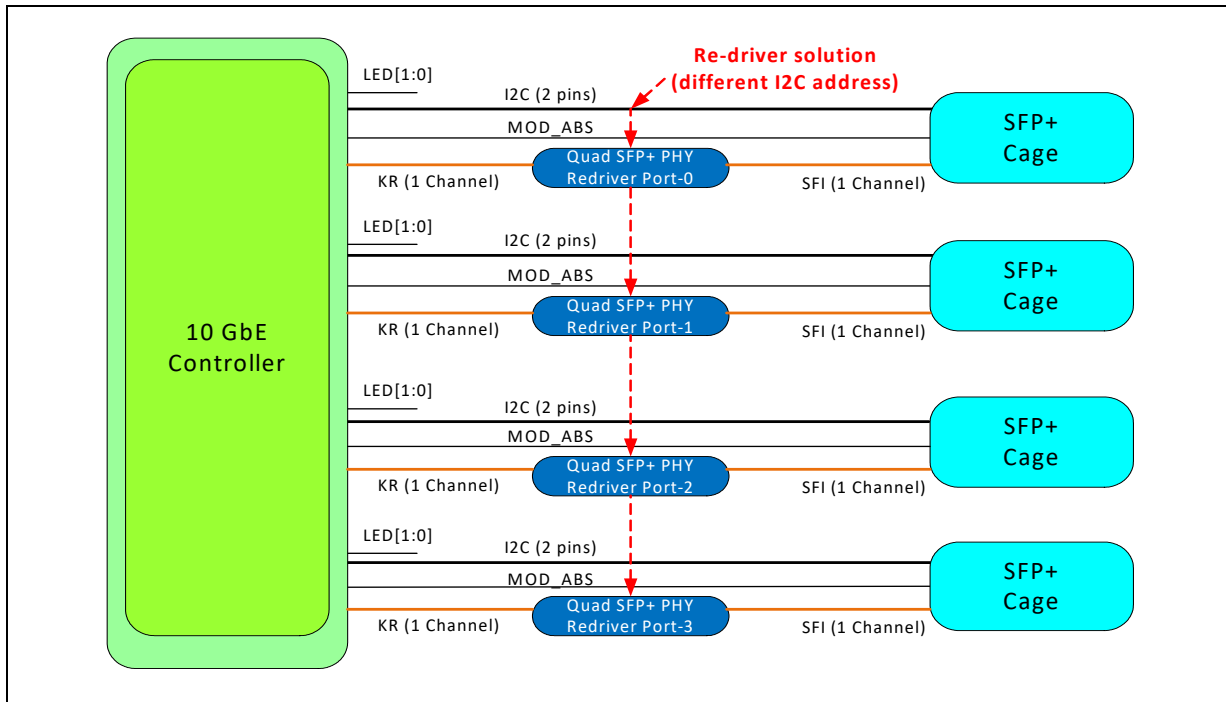 Re-driver solution
(different I2C address)
LED[1:0]
I2C (2 pins)
MOD_ABS
Quad SFP+ PHY
Redriver Port-0
KR (1 Channel)
SFI (1 Channel)
SFP+
Cage
LED[1:0]
I2C (2 pins)
MOD_ABS
Quad SFP+ PHY
Redriver Port-1
KR (1 Channel)
SFI (1 Channel)
SFP+
Cage
10 GbE
Controller
LED[1:0]
I2C (2 pins)
MOD_ABS
Quad SFP+ PHY
Redriver Port-2
KR (1 Channel)
SFI (1 Channel)
SFP+
Cage
LED[1:0]
I2C (2 pins)
MOD_ABS
Quad SFP+ PHY
Redriver Port-3
KR (1 Channel)
SFI (1 Channel)
SFP+
Cage